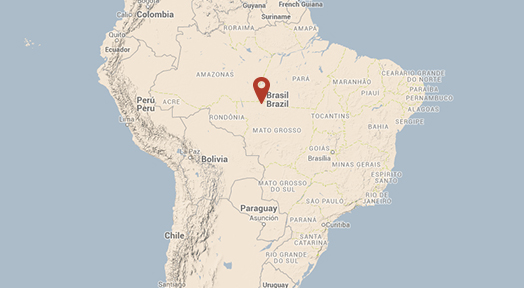 Guyana
French Guiana
Suriname
Colombia
RORAIMA
AMAPÁ
Quito
Ecuador
AMAZONAS
PARÁ
MARANHÃO
CEARÁ
RIO GRANDE
DO NORTE
PARAÍBA
PIAUÍ
PERNAMBUCO
ALAGOAS
SERGIPE
Brasil
Brazil
Perú
Peru
ACRE
Lima
RONDÔNIA
TOCANTINS
BAHIA
MATO GROSSO
GOIÁS
Brasília
Bolivia
MINAS GERAIS
MATO GROSSO
DO SUL
ESPÍRITO
SANTO
SÃO PAULO
RIO DE
JANEIRO
Paraguay
Asunción
PARANÁ
Curitiba
SANTA
CATARINA
Chile
RIO GRANDE
DO SUL
Santiago
Uruguay